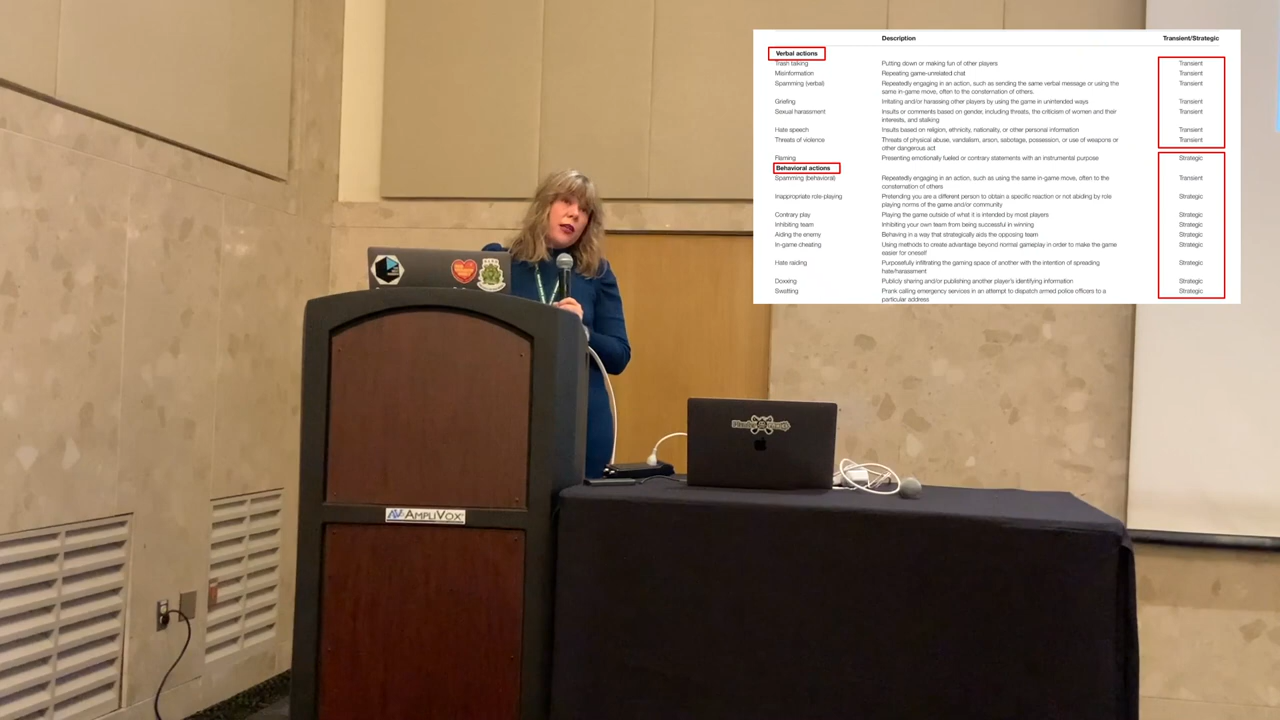 Description Transient/Strategic
Verbal actions
Trash talking Putting down or making fun of other players Transient
Misinformation Repeating game-unrelated chat Transient
Spamming (verbal) Repeatedly engaging in an action, such as sending the same verbal message or using the Transient
same in-game move, often to the consternation of others.
Griefing Irritating and/or harassing other players by using the game in unintended ways Transient
Sexual harassment Insults or comments based on gender, including threats, the criticism of women and their Transient
interests, and stalking
Hate speech Insults based on religion, ethnicity, nationality, or other personal information Transient
Threats of violence Threats of physical abuse, vandalism, arson, sabotage, possession, or use of weapons or Transient
other dangerous act
Flaming Presenting emotionally fueled or contrary statements with an instrumental purpose Strategic
Behavioral actions
Spamming (behavioral) Repeatedly engaging in an action, such as using the same in-game move, often to the Transient
consternation of others
Inappropriate role-playing Pretending you are a different person to obtain a specific reaction or not abiding by role Strategic
playing norms of the game and/or community
Contrary play Playing the game outside of what it is intended by most players Strategic
Inhibiting team Inhibiting your own team from being successful in winning Strategic
Aiding the enemy Behaving in a way that strategically aids the opposing team Strategic
In-game cheating Using methods to create advantage beyond normal gameplay in order to make the game Strategic
easier for oneself
Hate raiding Purposefully infiltrating the gaming space of another with the intention of spreading Strategic
hate/harassment
Doxxing Publicly sharing and/or publishing another player's identifying information Strategic
Swatting Prank calling emergency services in an attempt to dispatch armed police officers to a Strategic
particular address
AMPLIVOX